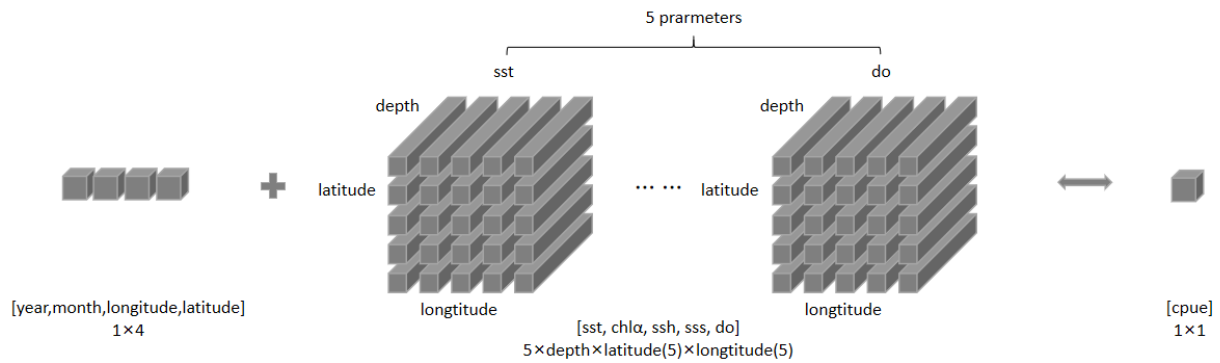 5 prarmeters
sst
do
depth
depth
latitude
... ...
latitude
longtitude
longtitude
[year,month,longitude,latitude]
1×4
[sst, chlα, ssh, sss, do]
5×depth×latitude(5)×longtitude(5)
[cpue]
1×1